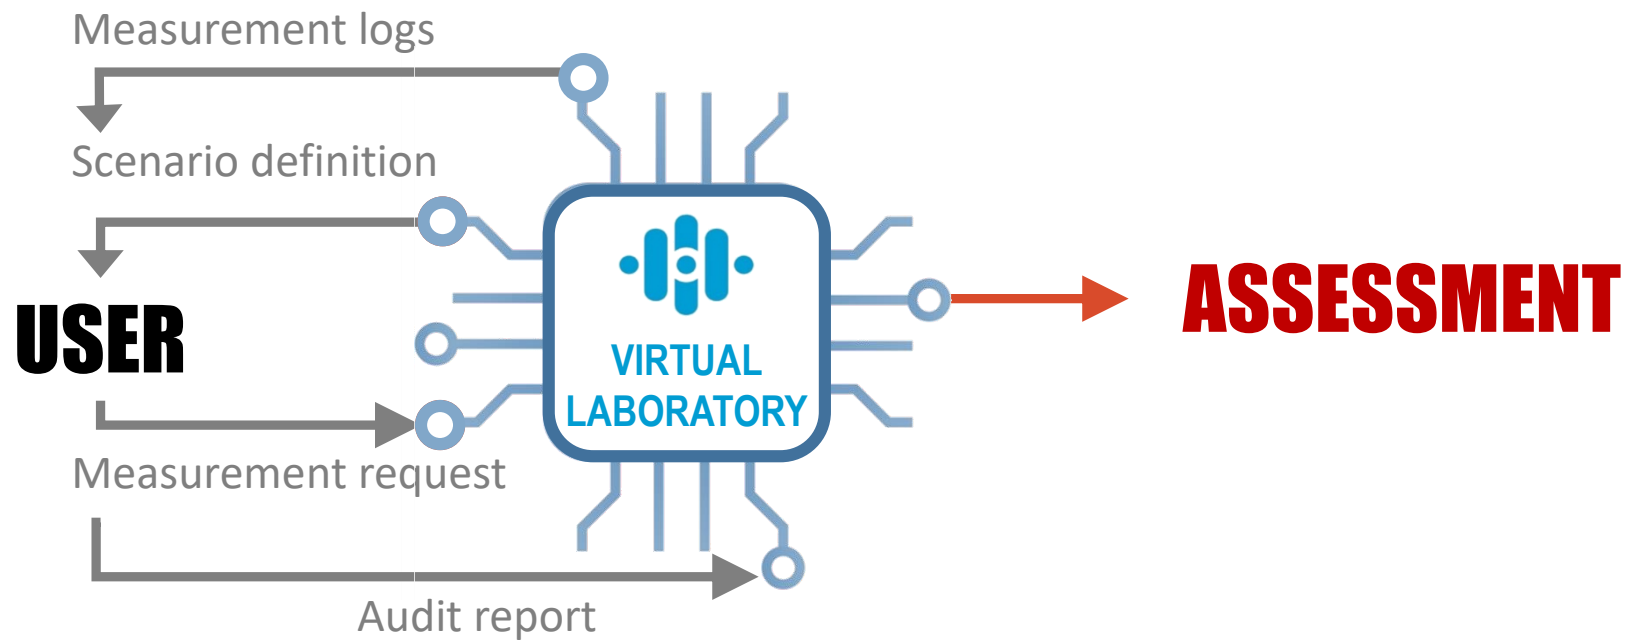 Measurement logs
Scenario definition
USER
Measurement request
Audit report
VIRTUAL
LABORATORY
ASSESSMENT